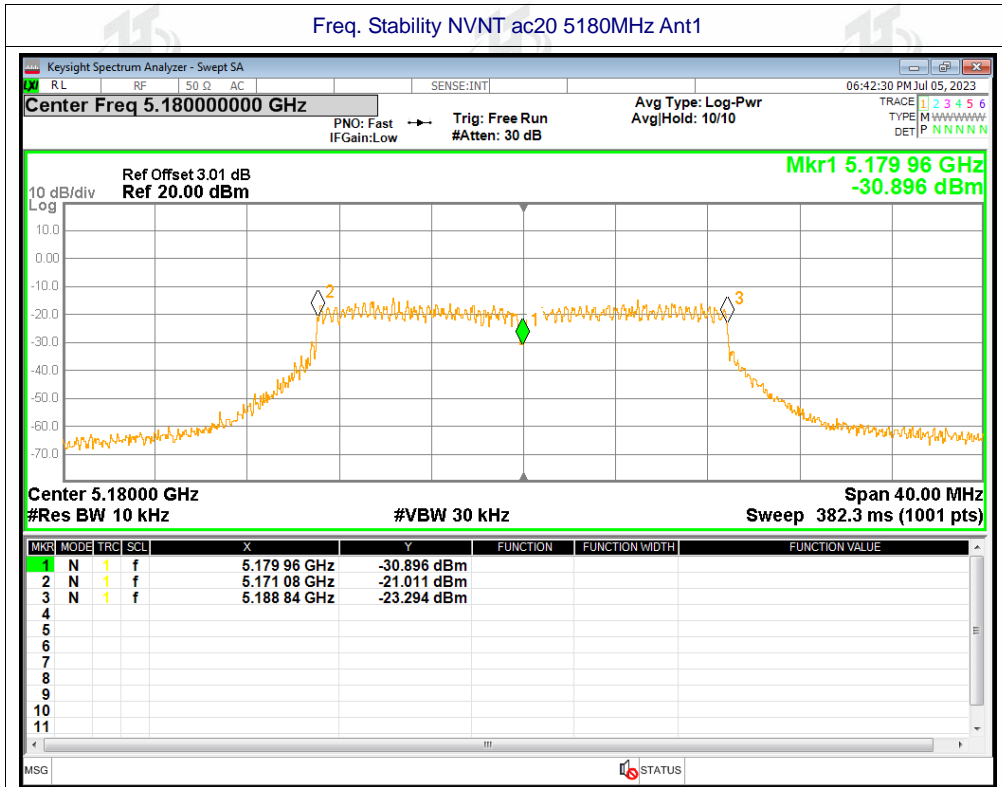 Freq. Stability NVNT ac20 5180MHz Ant1
Keysight Spectrum Analyzer - Swept SA
LXI RL RF 50 Ω AC SENSE:INT 06:42:30 PM Jul 05, 2023
Center Freq 5.180000000 GHz
PNO: Fast
IFGain:Low
Trig: Free Run
#Atten: 30 dB
Avg Type: Log-Pwr
Avg|Hold: 10/10
TRACE 1 2 3 4 5 6
TYPE M WWWWW
DET P N N N N N
Mkr1 5.179 96 GHz
-30.896 dBm
Ref Offset 3.01 dB
10 dB/div Ref 20.00 dBm
Log
10.0
0.00
-10.0
-20.0
-30.0
-40.0
-50.0
-60.0
-70.0
2
1
3
Center 5.18000 GHz Span 40.00 MHz
#Res BW 10 kHz #VBW 30 kHz Sweep 382.3 ms (1001 pts)
MKR MODE TRC SCL X Y FUNCTION FUNCTION WIDTH FUNCTION VALUE
1 N 1 f 5.179 96 GHz -30.896 dBm
2 N 1 f 5.171 08 GHz -21.011 dBm
3 N 1 f 5.188 84 GHz -23.294 dBm
4
5
6
7
8
9
10
11
MSG STATUS